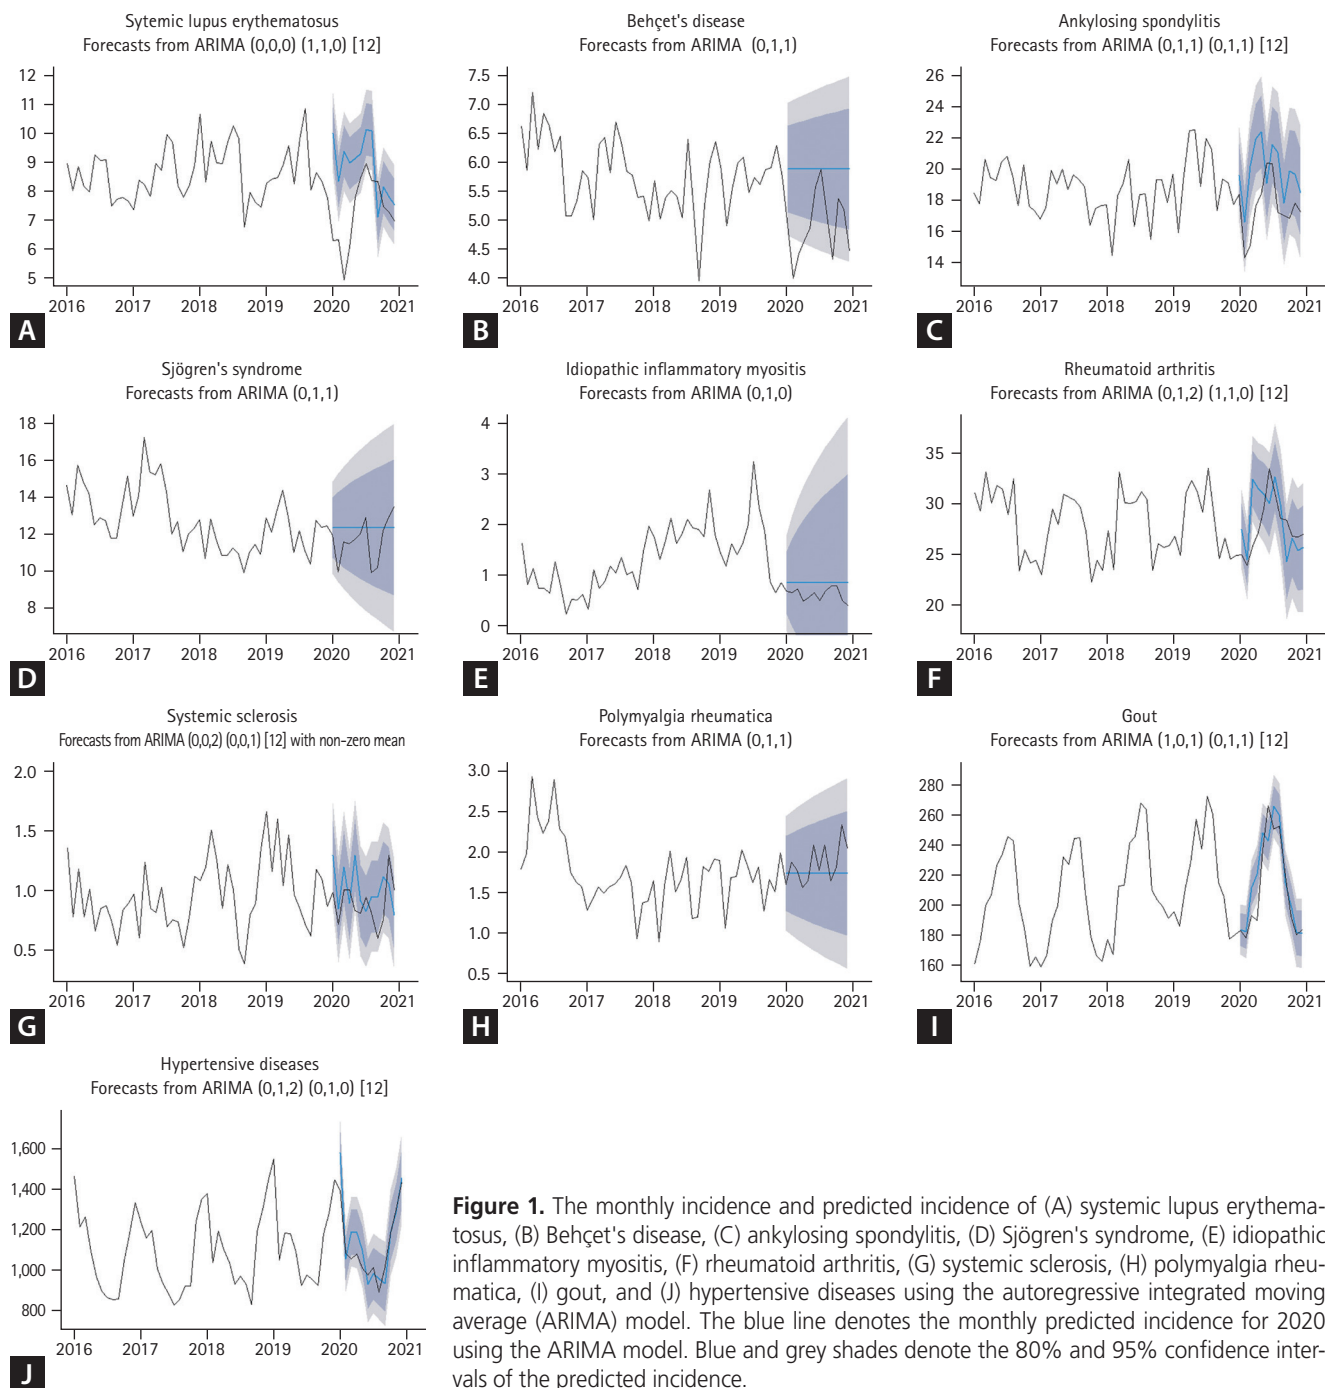 Sytemic lupus erythematosus
Forecasts from ARIMA (0,0,0) (1,1,0) [12]
12
11
10
9
8
7
6
5
2016 2017 2018 2019 2020 2021
A
Behçet's disease
Forecasts from ARIMA (0,1,1)
7.5
7.0
6.5
6.0
5.5
5.0
4.5
4.0
2016 2017 2018 2019 2020 2021
B
Ankylosing spondylitis
Forecasts from ARIMA (0,1,1) (0,1,1) [12]
26
24
22
20
18
16
14
2016 2017 2018 2019 2020 2021
C
Sjögren's syndrome
Forecasts from ARIMA (0,1,1)
18
16
14
12
10
8
2016 2017 2018 2019 2020 2021
D
Idiopathic inflammatory myositis
Forecasts from ARIMA (0,1,0)
4
3
2
1
0
2016 2017 2018 2019 2020 2021
E
Rheumatoid arthritis
Forecasts from ARIMA (0,1,2) (1,1,0) [12]
35
30
25
20
2016 2017 2018 2019 2020 2021
F
Systemic sclerosis
Forecasts from ARIMA (0,0,2) (0,0,1) [12] with non-zero mean
2.0
1.5
1.0
0.5
2016 2017 2018 2019 2020 2021
G
Polymyalgia rheumatica
Forecasts from ARIMA (0,1,1)
3.0
2.5
2.0
1.5
1.0
0.5
2016 2017 2018 2019 2020 2021
H
Gout
Forecasts from ARIMA (1,0,1) (0,1,1) [12]
280
260
240
220
200
180
160
2016 2017 2018 2019 2020 2021
I
Hypertensive diseases
Forecasts from ARIMA (0,1,2) (0,1,0) [12]
1,600
1,400
1,200
1,000
800
2016 2017 2018 2019 2020 2021
J
Figure 1. The monthly incidence and predicted incidence of (A) systemic lupus erythema-
tosus, (B) Behçet's disease, (C) ankylosing spondylitis, (D) Sjögren's syndrome, (E) idiopathic
inflammatory myositis, (F) rheumatoid arthritis, (G) systemic sclerosis, (H) polymyalgia rheu-
matica, (I) gout, and (J) hypertensive diseases using the autoregressive integrated moving
average (ARIMA) model. The blue line denotes the monthly predicted incidence for 2020
using the ARIMA model. Blue and grey shades denote the 80% and 95% confidence inter-
vals of the predicted incidence.